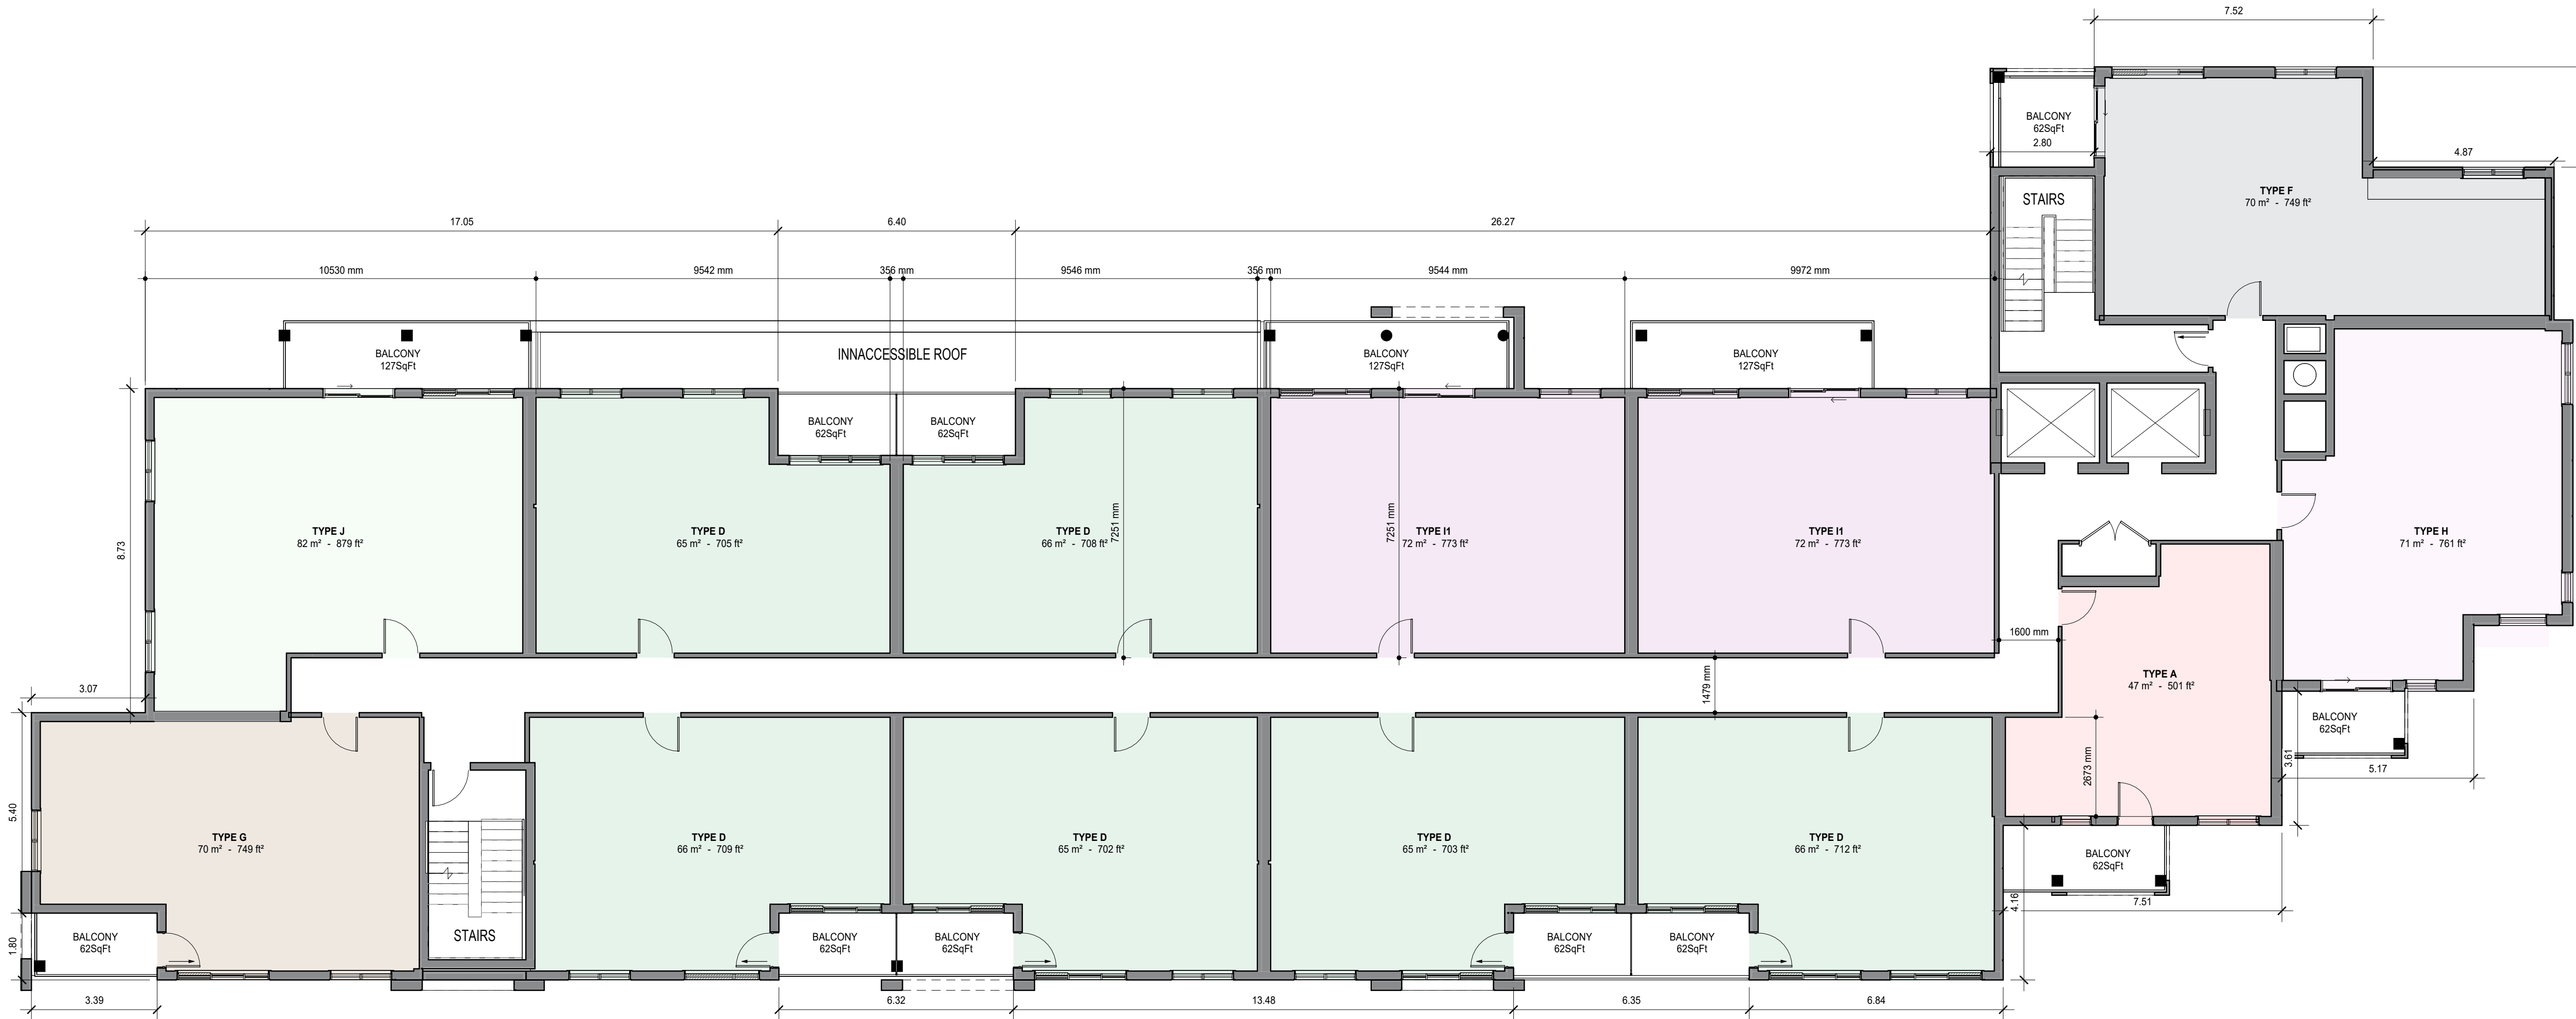 7.52
BALCONY
62SqFt
2.80
4.87
STAIRS
TYPE F
70 m² - 749 ft²
17.05
6.40
26.27
10530 mm
9542 mm
356 mm
9546 mm
356 mm
9544 mm
9972 mm
BALCONY
127SqFt
INNACCESSIBLE ROOF
BALCONY
127SqFt
BALCONY
127SqFt
BALCONY
62SqFt
BALCONY
62SqFt
8.73
TYPE J
82 m² - 879 ft²
TYPE D
65 m² - 705 ft²
TYPE D
66 m² - 708 ft²
7251 mm
7251 mm
TYPE I1
72 m² - 773 ft²
TYPE I1
72 m² - 773 ft²
TYPE H
71 m² - 761 ft²
1600 mm
3.07
1479 mm
TYPE A
47 m² - 501 ft²
BALCONY
62SqFt
3.61
5.17
2673 mm
5.40
TYPE G
70 m² - 749 ft²
TYPE D
66 m² - 709 ft²
TYPE D
65 m² - 702 ft²
TYPE D
65 m² - 703 ft²
TYPE D
66 m² - 712 ft²
BALCONY
62SqFt
4.16
7.51
1.80
BALCONY
62SqFt
STAIRS
BALCONY
62SqFt
BALCONY
62SqFt
BALCONY
62SqFt
BALCONY
62SqFt
3.39
6.32
13.48
6.35
6.84